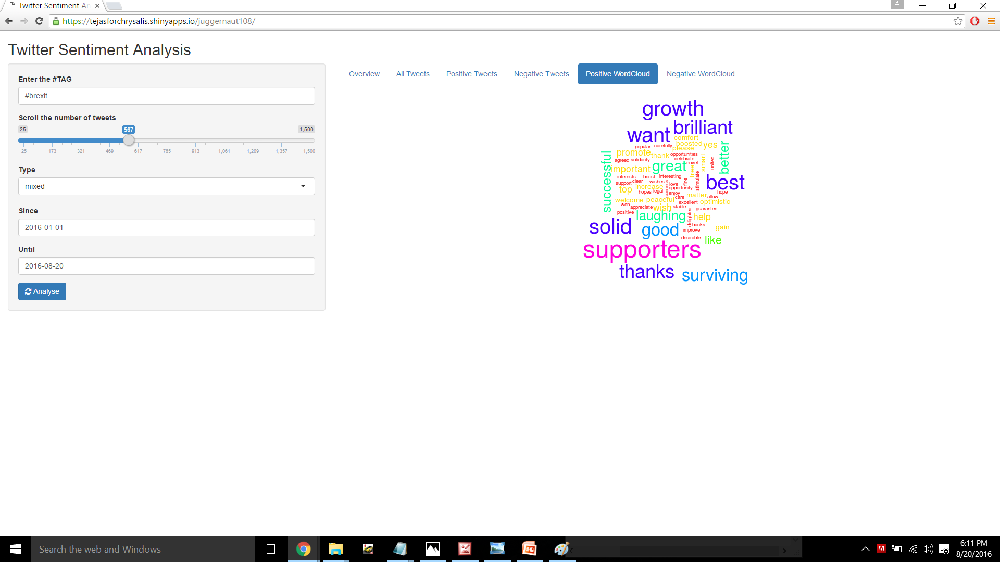 Twitter Sentiment An
https://tejasforchrysalis.shinyapps.io/juggernaut108/
Twitter Sentiment Analysis
Enter the #TAG
#brexit
Scroll the number of tweets
25 567 1,500
25 173 321 469 617 765 913 1,061 1,209 1,357 1,500
Type
mixed
Since
2016-01-01
Until
2016-08-20
Analyse
Overview All Tweets Positive Tweets Negative Tweets Positive WordCloud Negative WordCloud
growth
brilliant
want
comfort
boosted
yes
popular
carefully
please
better
successful
promote
thank
opportunities
smart
agreed
solidarity
celebrate
novel
united
important
great
free
interests
boost
interesting
stimulate
best
support
clear
wishes
success
love
fine
top
increase
opportunity
hopes
legal
enjoy
matter
hope
allow
care
welcome
peaceful
excellent
optimistic
won
appreciate
wish
stable
guarantee
positive
laughing
delighted
help
solid
good
backs
improve
gain
desirable
like
supporters
thanks
surviving
Search the web and Windows
6:11 PM
8/20/2016